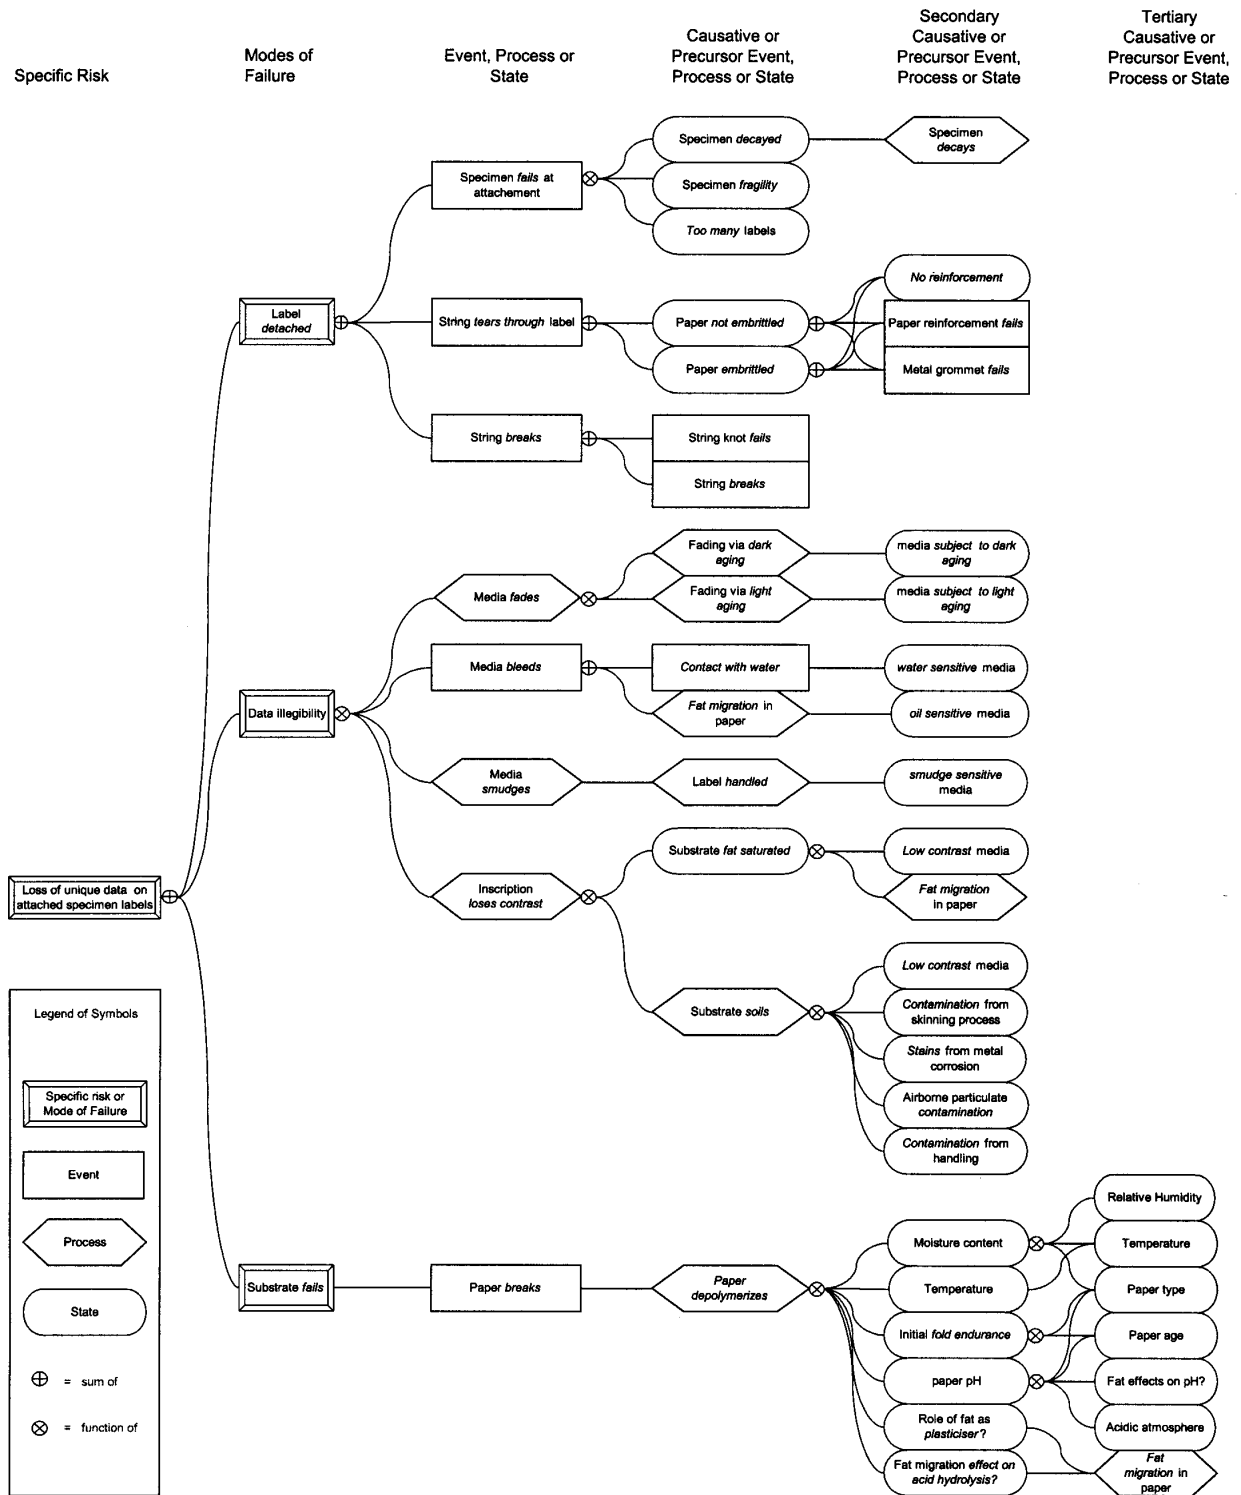 Specific Risk
Modes of
Failure
Event, Process or
State
Causative or
Precursor Event,
Process or State
Secondary
Causative or
Precursor Event,
Process or State
Tertiary
Causative or
Precursor Event,
Process or State
Specimen decayed
Specimen
decays
Specimen fails at
attachement
Specimen fragility
Too many labels
No reinforcement
Label
detached
String tears through label
Paper not embrittled
Paper reinforcement fails
Paper embrittled
Metal grommet fails
String breaks
String knot fails
String breaks
Fading via dark
aging
media subject to dark
aging
Media fades
Fading via light
aging
media subject to light
aging
Media bleeds
Contact with water
water sensitive media
Data illegibility
Fat migration in
paper
oil sensitive media
Media
smudges
Label handled
smudge sensitive
media
Substrate fat saturated
Low contrast media
Loss of unique data on
attached specimen labels
Inscription
loses contrast
Fat migration
in paper
Low contrast media
Substrate soils
Contamination from
skinning process
Stains from metal
corrosion
Airborne particulate
contamination
Contamination from
handling
Legend of Symbols
Specific risk or
Mode of Failure
Event
Process
State
⊕ = sum of
⊗ = function of
Relative Humidity
Moisture content
Temperature
Substrate fails
Paper breaks
Paper
depolymerizes
Temperature
Paper type
Initial fold endurance
Paper age
paper pH
Fat effects on pH?
Role of fat as
plasticiser?
Acidic atmosphere
Fat migration effect on
acid hydrolysis?
Fat
migration in
paper